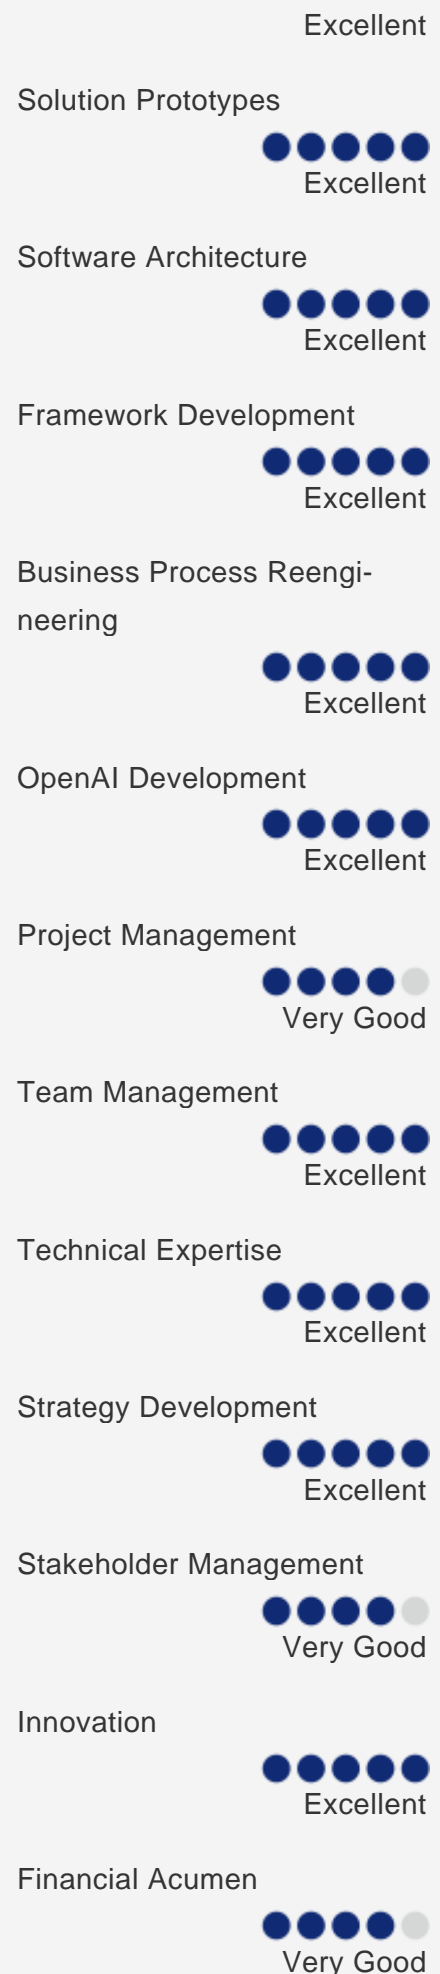 Excellent
Solution Prototypes
Excellent
Software Architecture
Excellent
Framework Development
Excellent
Business Process Reengi-
neering
Excellent
OpenAI Development
Excellent
Project Management
Very Good
Team Management
Excellent
Technical Expertise
Excellent
Strategy Development
Excellent
Stakeholder Management
Very Good
Innovation
Excellent
Financial Acumen
Very Good